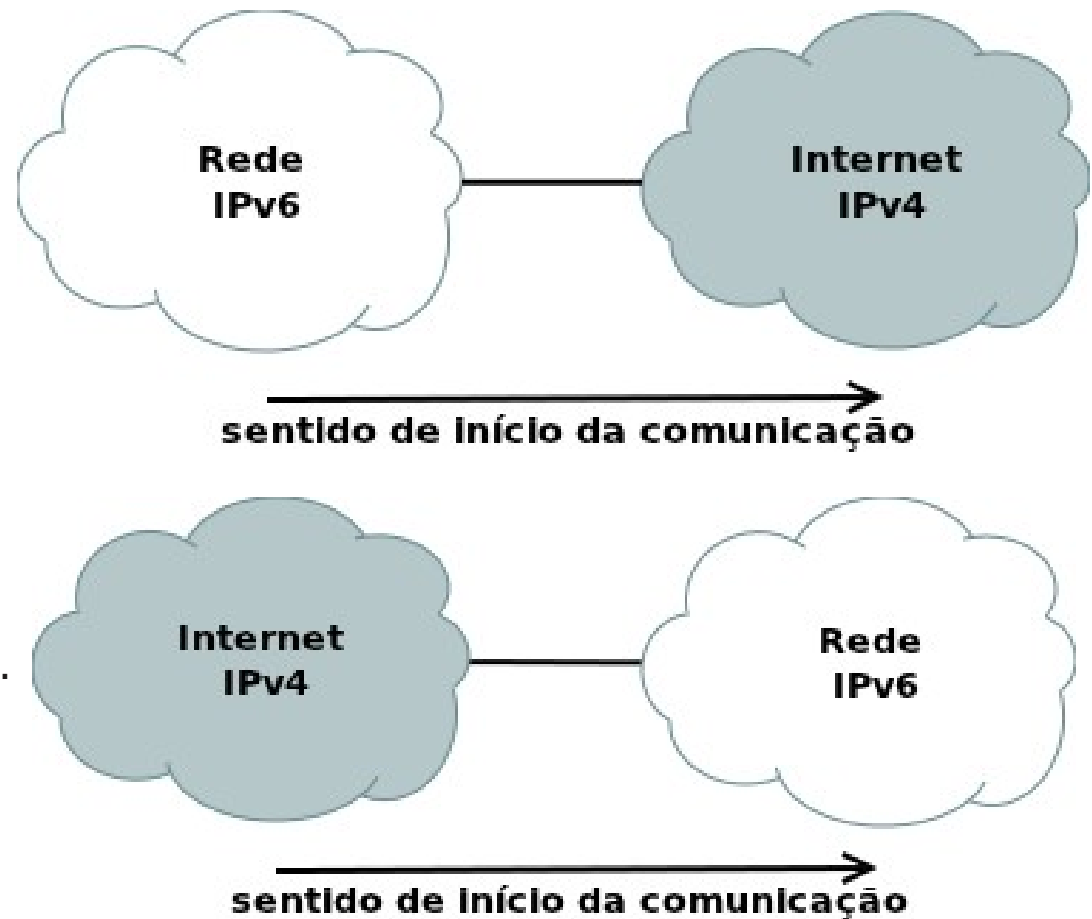 Rede
IPv6
Internet
IPv4
sentido de início da comunicação
Internet
IPv4
Rede
IPv6
sentido de início da comunicação